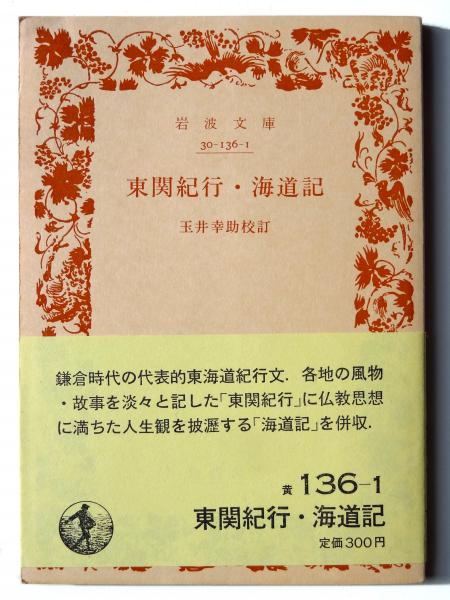 岩波文庫
30-136-1
東関紀行・海道記
玉井幸助校訂
鎌倉時代の代表的東海道紀行文．各地の風物
・故事を淡々と記した「東関紀行」に仏教思想
に満ちた人生観を披瀝する「海道記」を併収．
黄 136-1
東関紀行・海道記
定価300円